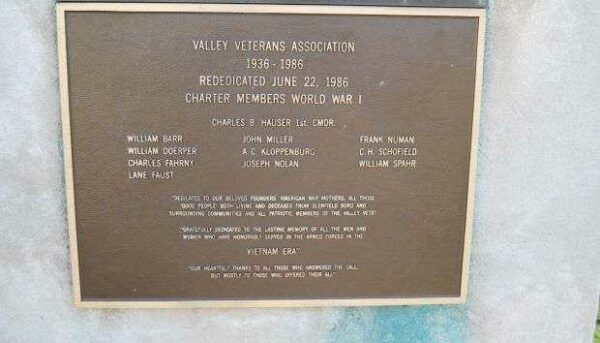 VALLEY VETERANS ASSOCIATION
1936 - 1986
REDEDICATED JUNE 22, 1986
CHARTER MEMBERS WORLD WAR I
CHARLES B HAUSER 1st. CMDR.
WILLIAM BARR JOHN MILLER FRANK NUMAN
WILLIAM DOERPER A.C. KLOPPENBURG C.H. SCHOFIELD
CHARLES FAHRNY JOSEPH NOLAN WILLIAM SPAHR
LANE FAUST
"DEDICATED TO OUR BELOVED FOUNDERS AMERICAN WAR MOTHERS, ALL THOSE
'GOOD PEOPLE' BOTH LIVING AND DECEASED FROM GLENFIELD BORO AND
SURROUNDING COMMUNITIES AND ALL PATRIOTIC MEMBERS OF THE VALLEY VETS".
"GRATEFULLY DEDICATED TO THE LASTING MEMORY OF ALL THE MEN AND
WOMEN WHO HAVE HONORABLY SERVED IN THE ARMED FORCES IN THE
VIETNAM ERA"
"OUR HEARTFELT THANKS TO ALL THOSE WHO ANSWERED THE CALL,
BUT MOSTLY TO THOSE WHO OFFERED THEIR ALL"